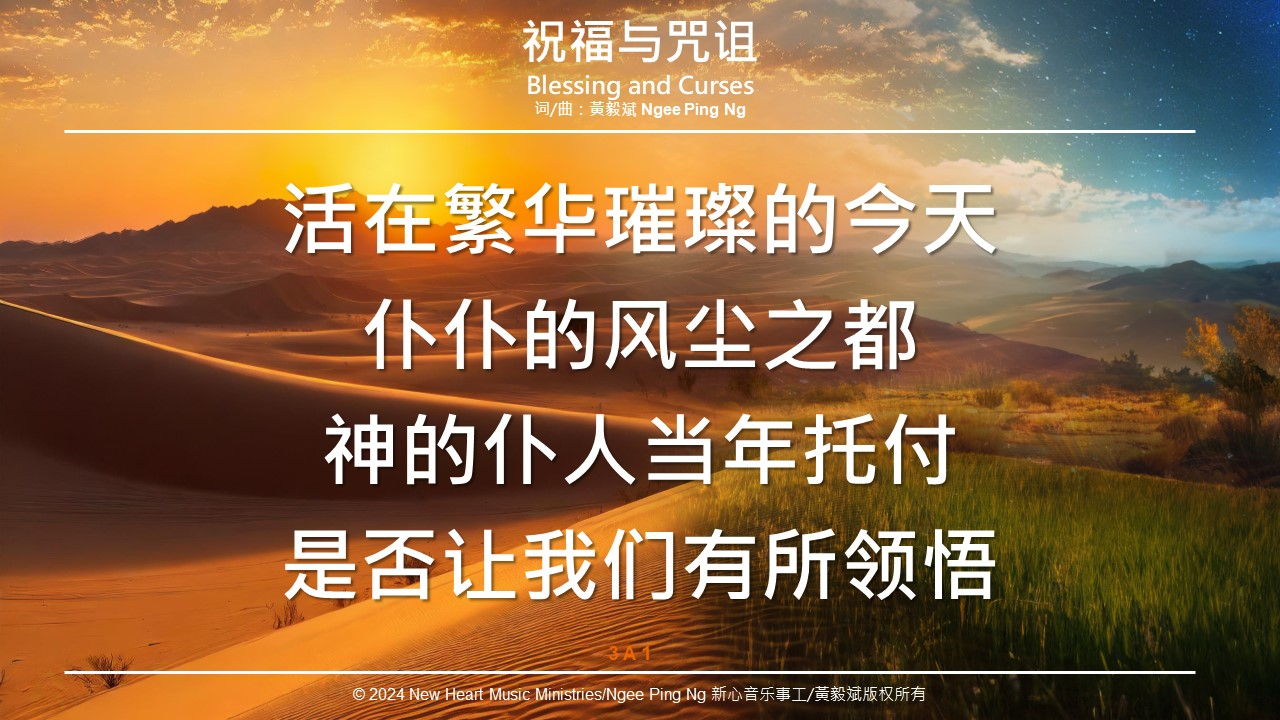 祝福与咒诅
Blessing and Curses
词/曲：黃毅斌 Ngee Ping Ng
活在繁华璀璨的今天
仆仆的风尘之都
神的仆人当年托付
是否让我们有所领悟
3A1
© 2024 New Heart Music Ministries/Ngee Ping Ng 新心音乐事工/黃毅斌版权所有